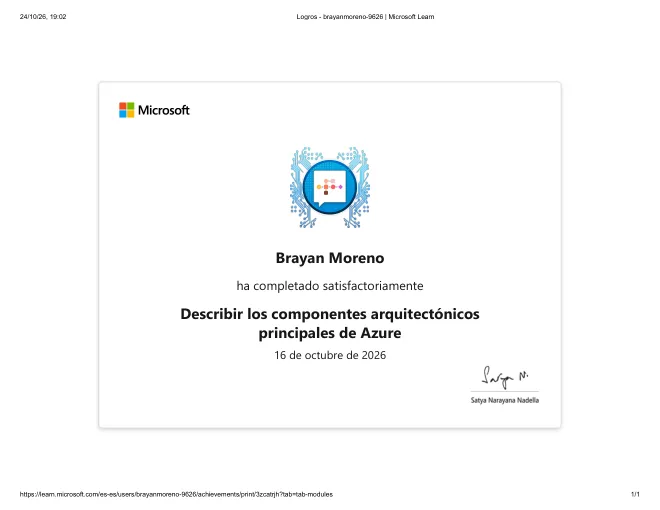 24/10/26, 19:02
Logros - brayanmoreno-9626 | Microsoft Learn
Microsoft
Brayan Moreno
ha completado satisfactoriamente
Describir los componentes arquitectónicos
principales de Azure
16 de octubre de 2026
Satya N.
Satya Narayana Nadella
https://learn.microsoft.com/es-es/users/brayanmoreno-9626/achievements/print/3zcatrjh?tab=tab-modules
1/1